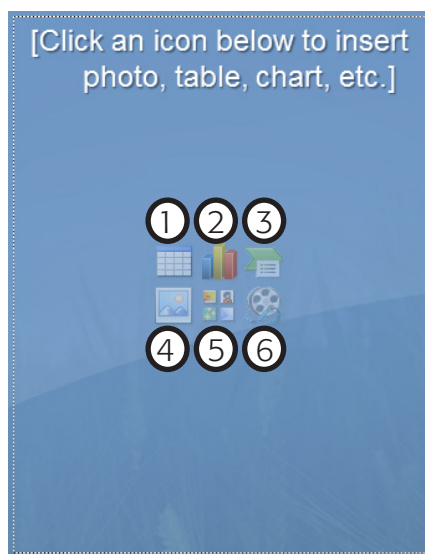 [Click an icon below to insert
photo, table, chart, etc.]
1 2 3
4 5 6